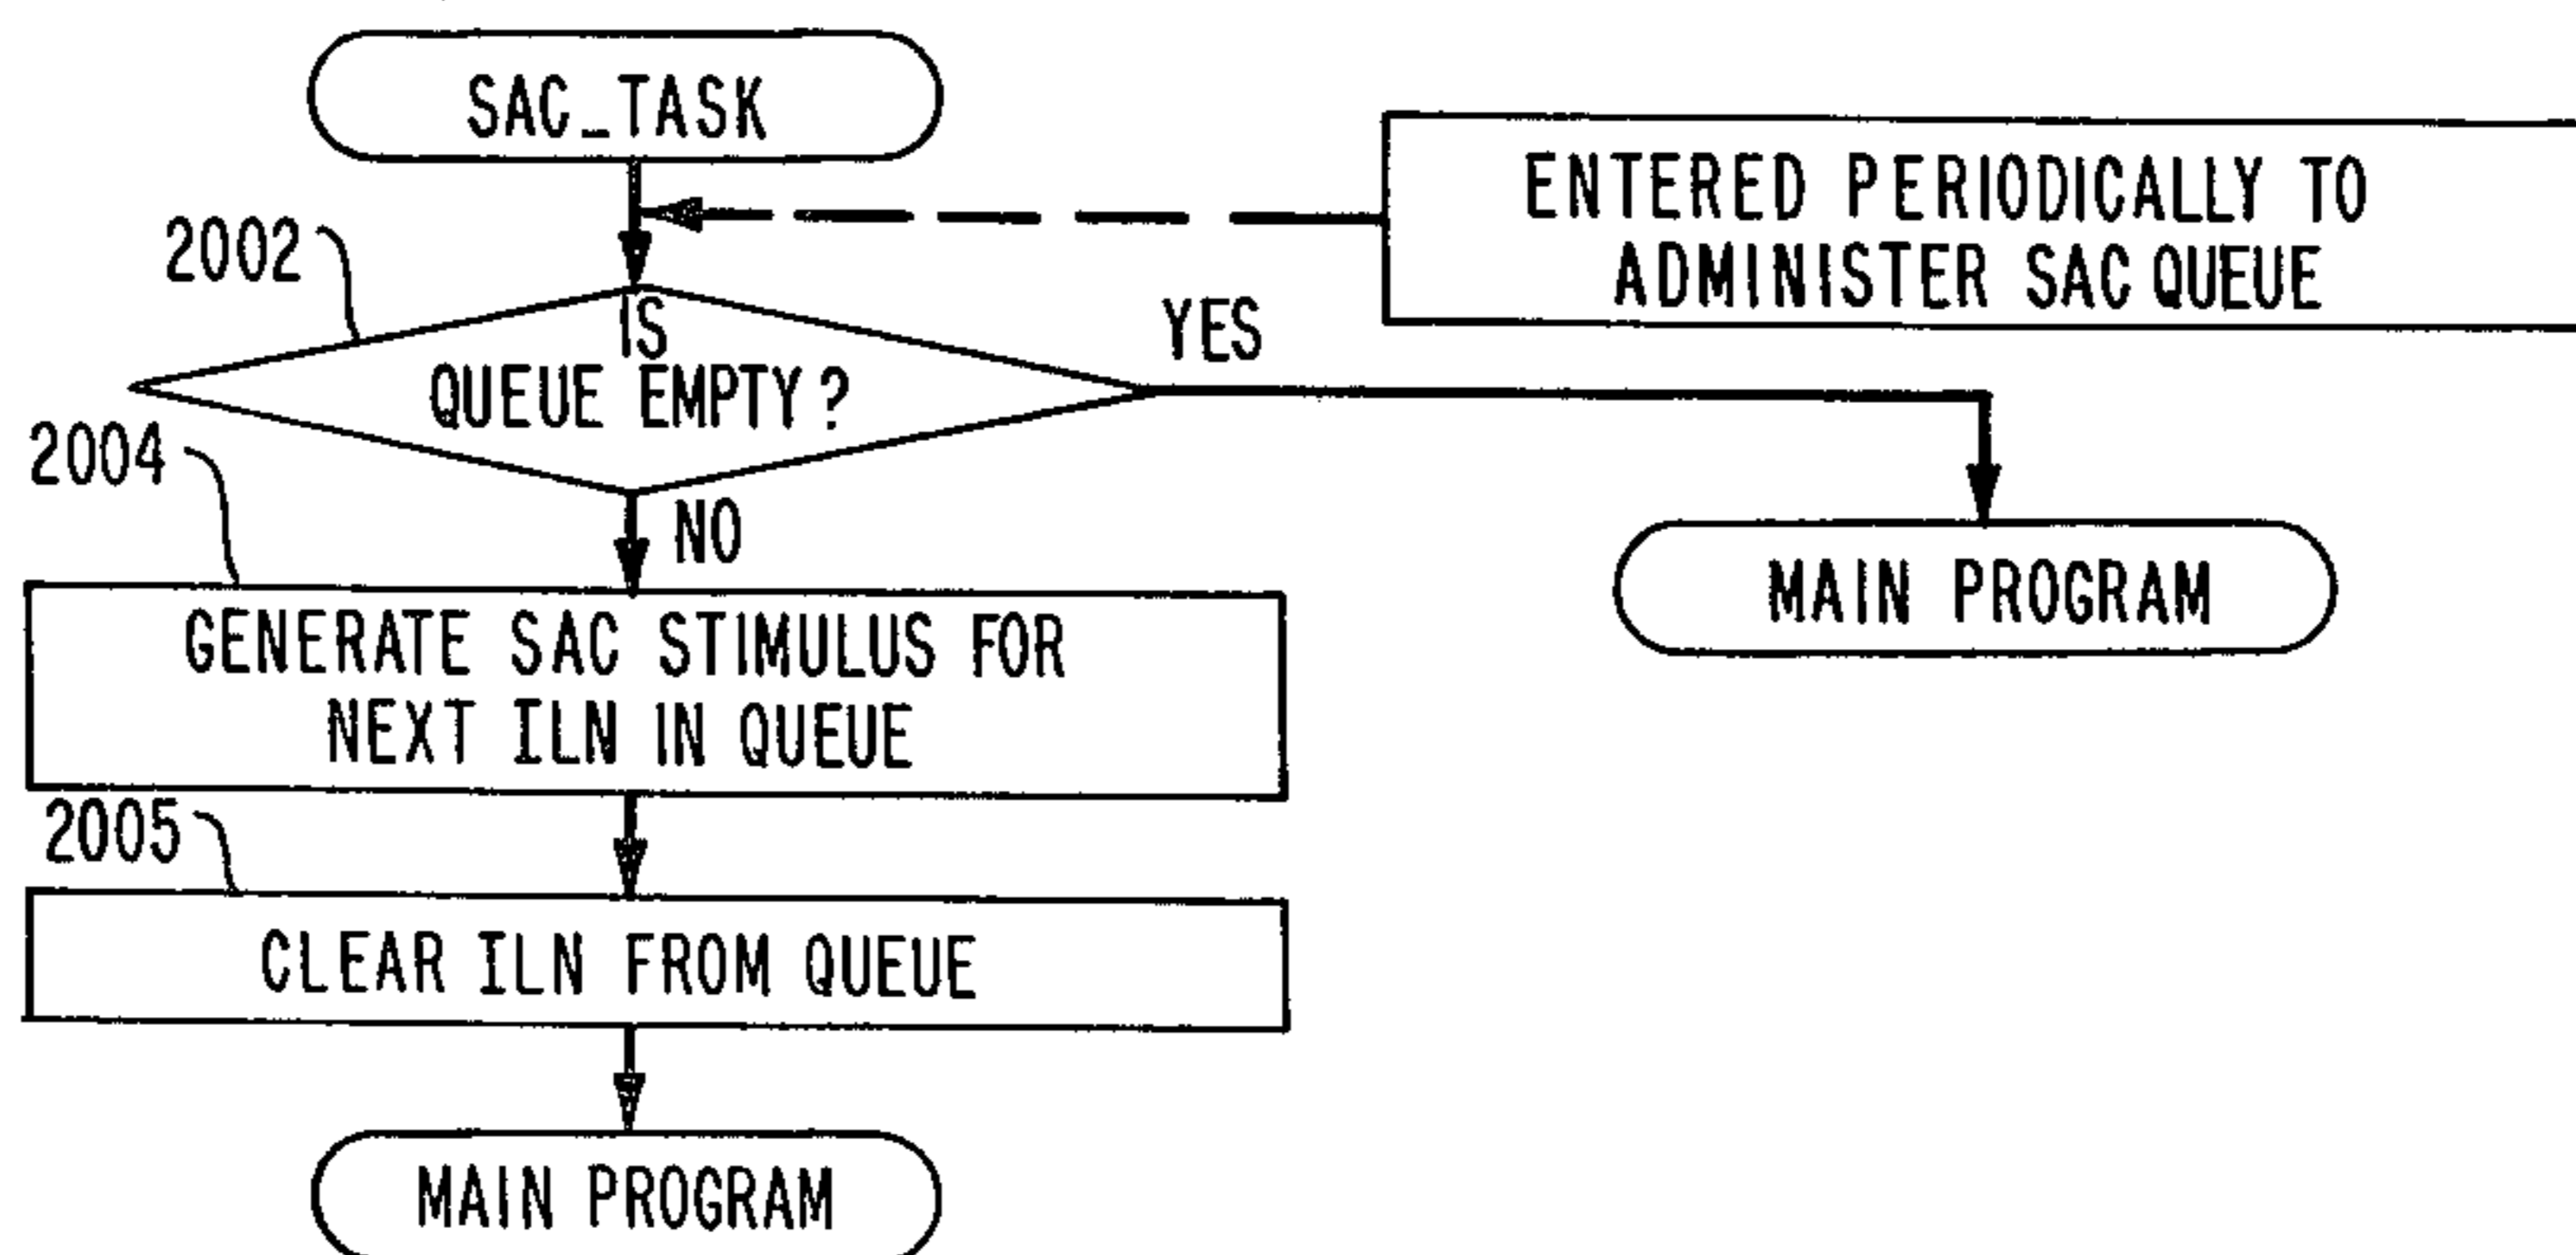 SAC_TASK
ENTERED PERIODICALLY TO
ADMINISTER SAC QUEUE
2002
IS
QUEUE EMPTY?
YES
2004
NO
MAIN PROGRAM
GENERATE SAC STIMULUS FOR
NEXT ILN IN QUEUE
2005
CLEAR ILN FROM QUEUE
MAIN PROGRAM